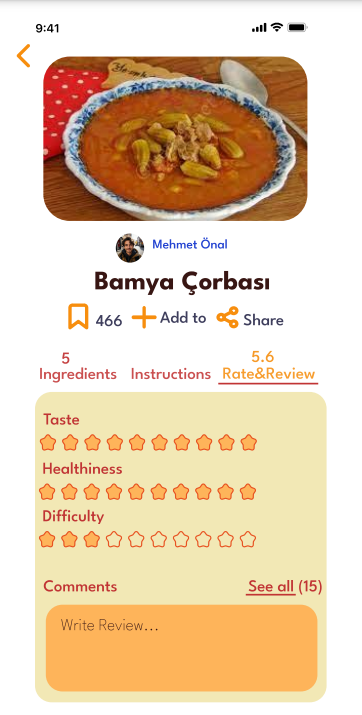 9:41
Mehmet Önal
Bamya Çorbası
466
Add to
Share
5
Ingredients
Instructions
5.6
Rate&Review
Taste
Healthiness
Difficulty
Comments
See all (15)
Write Review...